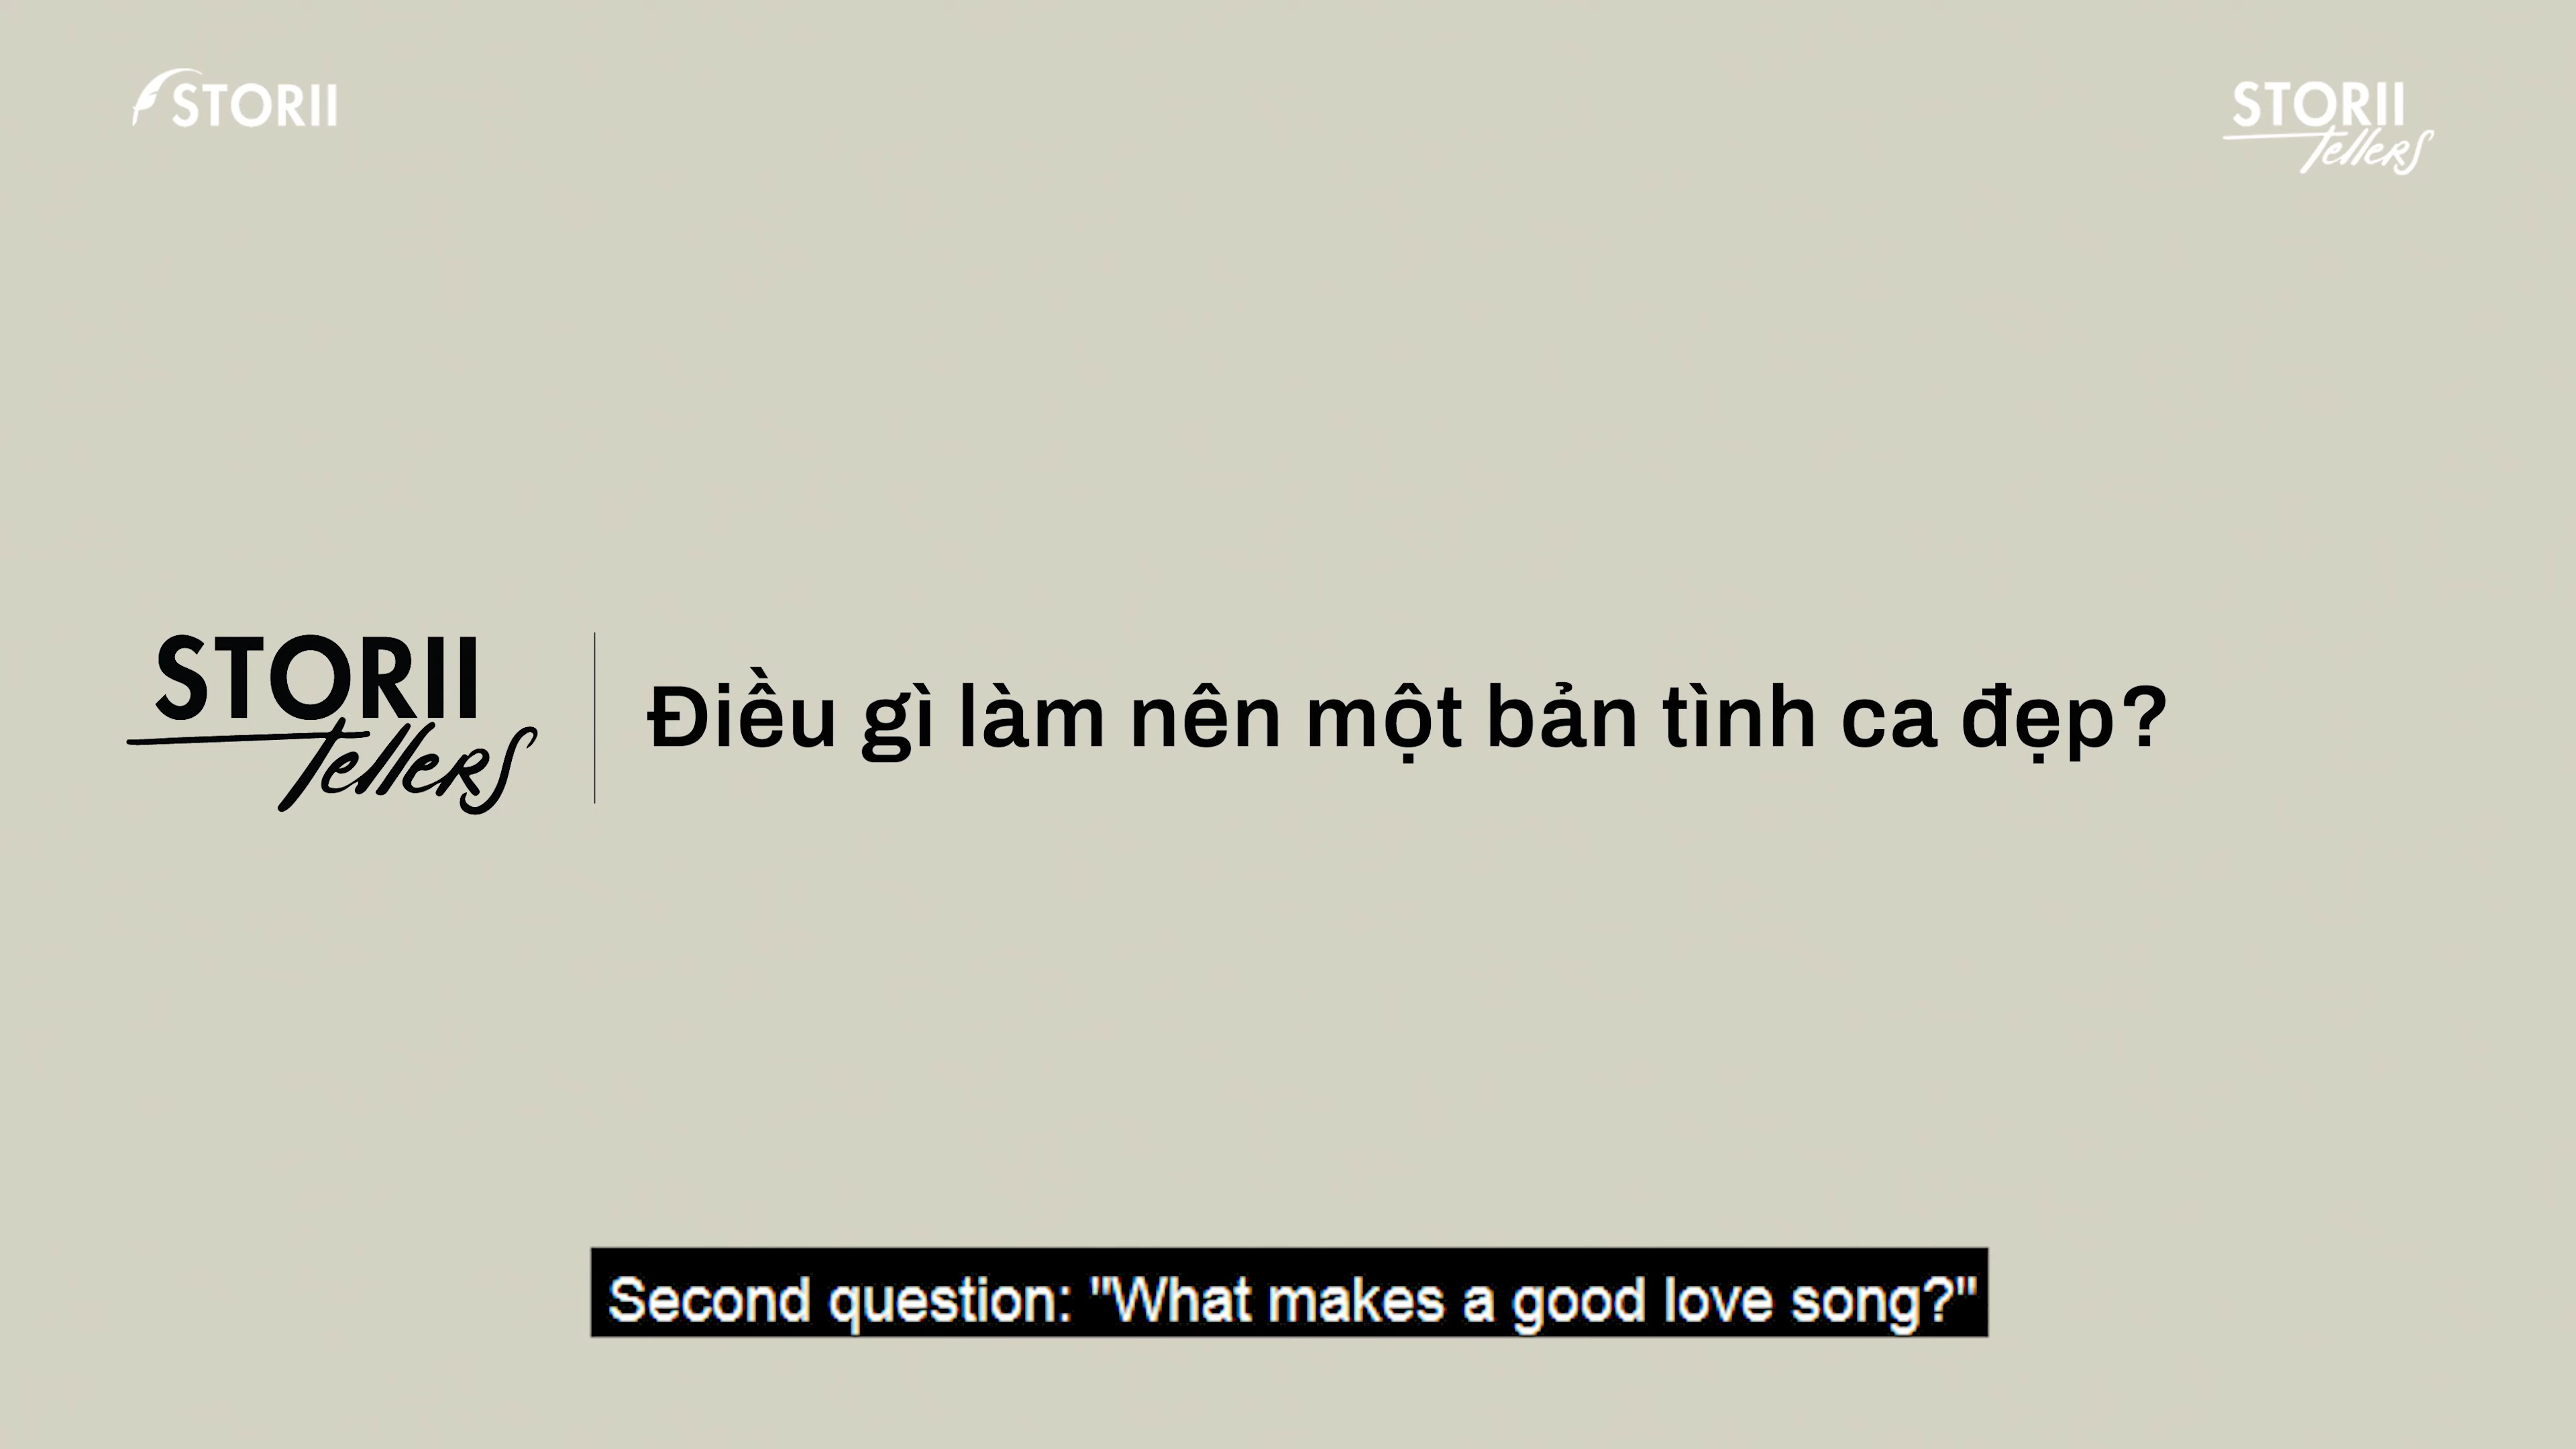 STORII
STORII
Tellers
STORII
Tellers
Điều gì làm nên một bản tình ca đẹp?
Second question: "What makes a good love song?"